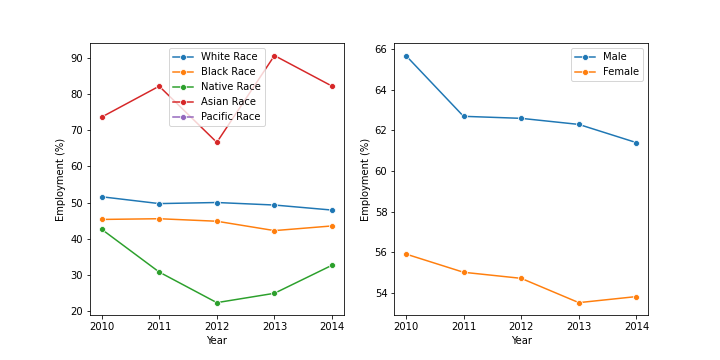 White Race
Black Race
Native Race
Asian Race
Pacific Race
90
80
70
60
50
40
30
20
Employment (%)
2010 2011 2012 2013 2014
Year
Male
Female
66
64
62
60
58
56
54
Employment (%)
2010 2011 2012 2013 2014
Year